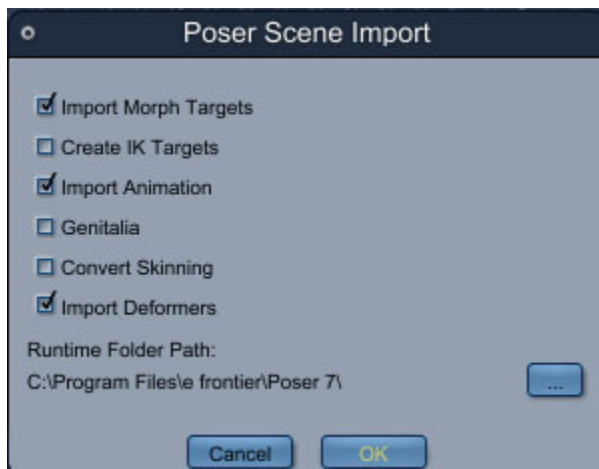 Poser Scene Import
Import Morph Targets
Create IK Targets
Import Animation
Genitalia
Convert Skinning
Import Deformers
Runtime Folder Path:
C:\Program Files\e frontier\Poser 7\
...
Cancel
OK